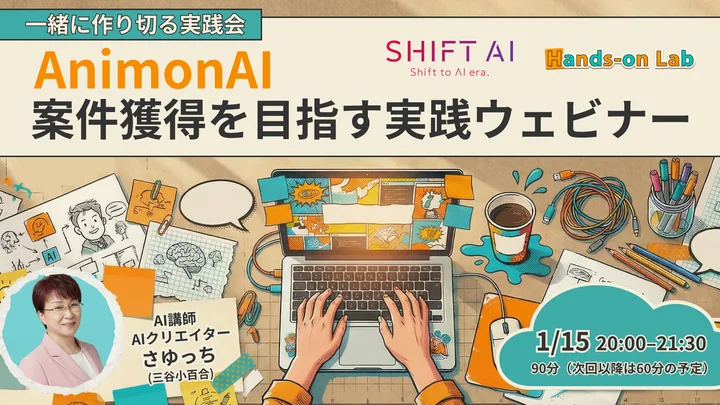 一緒に作り切る実践会
SHIFT AI
Shift to AI era.
Hands-on Lab
AnimonAI
案件獲得を目指す実践ウェビナー
AI
AI講師
AIクリエイター
さゆっち
(三谷小百合)
1/15 20:00–21:30
90分（次回以降は60分の予定）